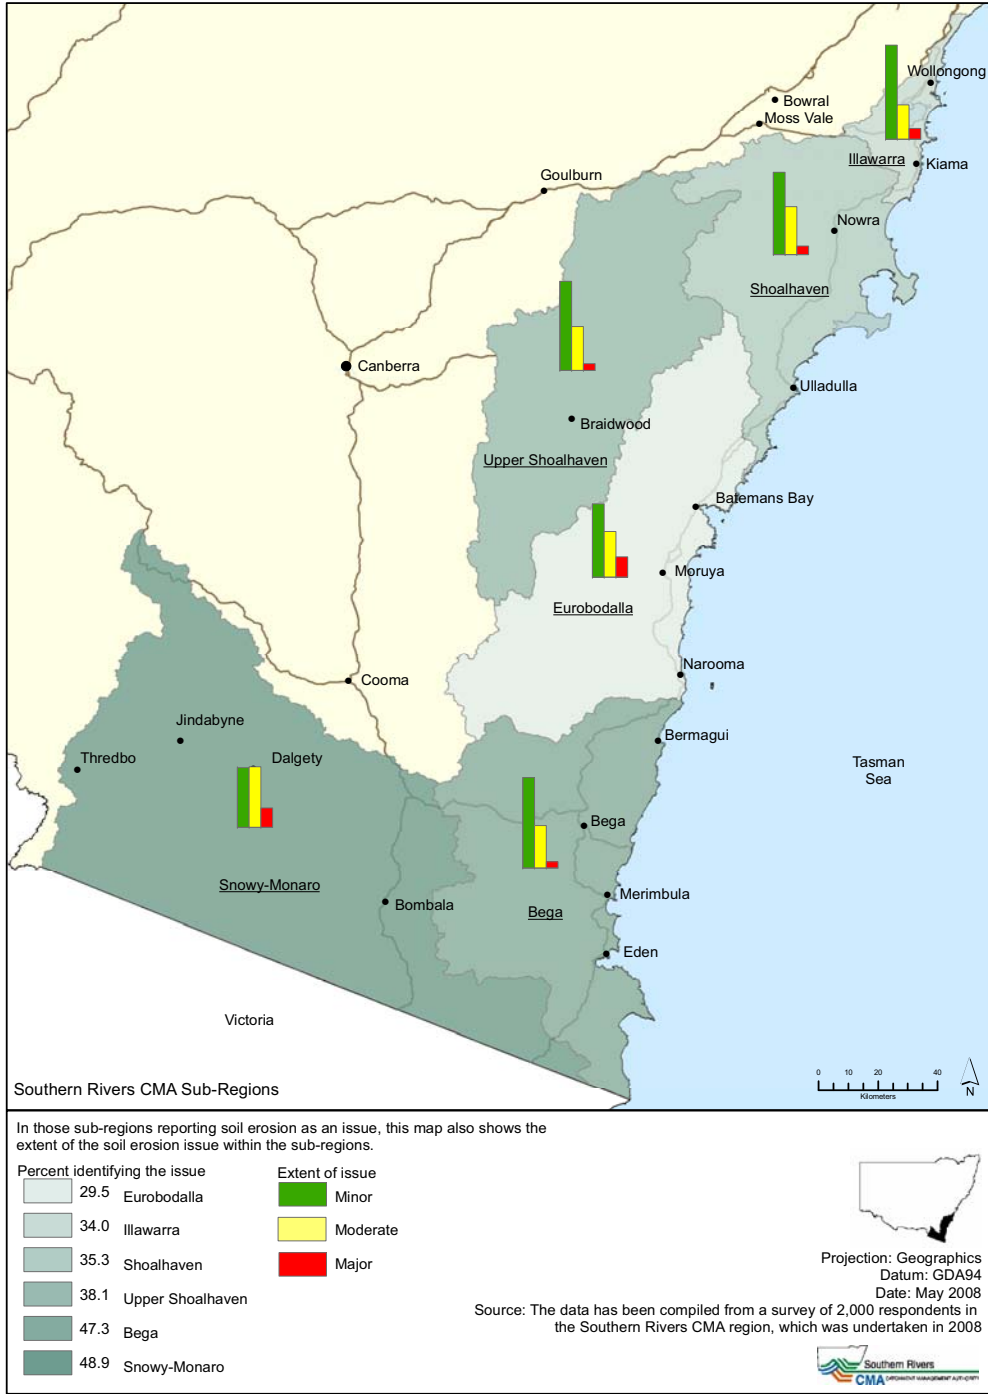 Wollongong
Bowral
Moss Vale
Illawarra
Kiama
Goulburn
Nowra
Shoalhaven
Canberra
Ulladulla
Braidwood
Upper Shoalhaven
Batemans Bay
Moruya
Eurobodalla
Narooma
Cooma
Jindabyne
Bermagui
Thredbo
Dalgety
Tasman
Sea
Bega
Snowy-Monaro
Merimbula
Bombala
Bega
Eden
Victoria
Southern Rivers CMA Sub-Regions
0 10 20 40
Kilometers
N
In those sub-regions reporting soil erosion as an issue, this map also shows the
extent of the soil erosion issue within the sub-regions.
Percent identifying the issue
29.5 Eurobodalla
34.0 Illawarra
35.3 Shoalhaven
38.1 Upper Shoalhaven
47.3 Bega
48.9 Snowy-Monaro
Extent of issue
Minor
Moderate
Major
Projection: Geographics
Datum: GDA94
Date: May 2008
Source: The data has been compiled from a survey of 2,000 respondents in
the Southern Rivers CMA region, which was undertaken in 2008
Southern Rivers
CMA CATCHMENT MANAGEMENT AUTHORITY